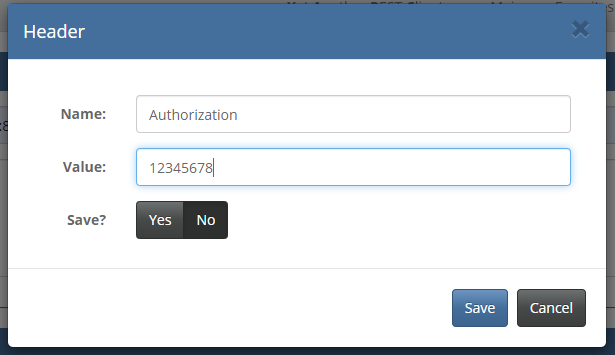 Header
Name: Authorization
Value: 12345678
Save? Yes No
Save Cancel